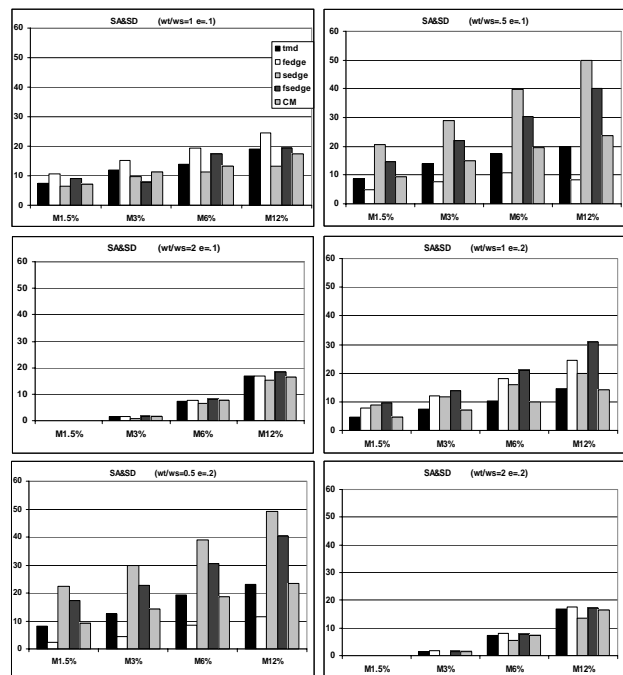 SA&SD (wt/ws=1 e=.1)
60
50
40
30
20
10
0
M1.5% M3% M6% M12%
tmd
fedge
sedge
fsedge
CM
SA&SD (wt/ws=.5 e=.1)
60
50
40
30
20
10
0
M1.5% M3% M6% M12%
SA&SD (wt/ws=2 e=.1)
60
50
40
30
20
10
0
M1.5% M3% M6% M12%
SA&SD (wt/ws=1 e=.2)
60
50
40
30
20
10
0
M1.5% M3% M6% M12%
SA&SD (wt/ws=0.5 e=.2)
60
50
40
30
20
10
0
M1.5% M3% M6% M12%
SA&SD (wt/ws=2 e=.2)
60
50
40
30
20
10
0
M1.5% M3% M6% M12%